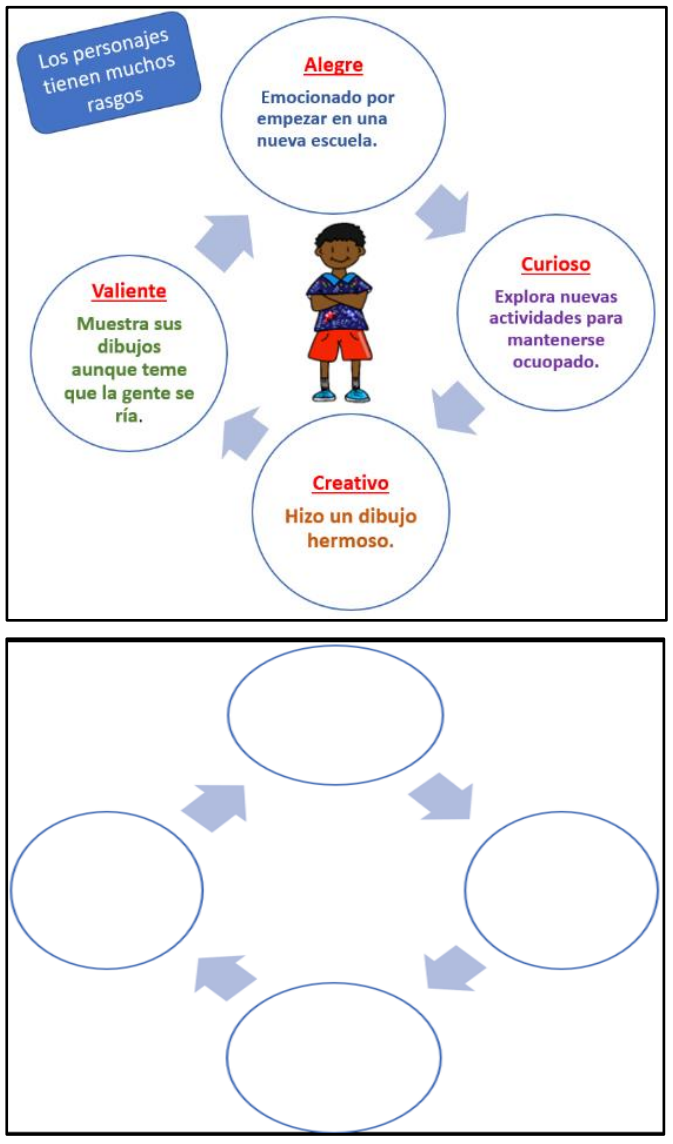 Los personajes
tienen muchos
rasgos
Alegre
Emocionado por
empezar en una
nueva escuela.
Curioso
Explora nuevas
actividades para
mantenerse
ocuopado.
Creativo
Hizo un dibujo
hermoso.
Valiente
Muestra sus
dibujos
aunque teme
que la gente se
ría.